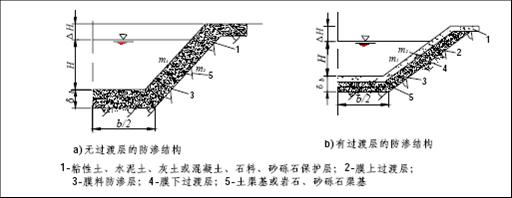 ΔH
H
δ
b/2
m₁
m₂
1
5
3
a)无过渡层的防渗结构
ΔH
H
δ
b/2
m₂
m₁
1
2
4
3
5
b)有过渡层的防渗结构
1-粘性土、水泥土、灰土或混凝土、石料、砂砾石保护层；2-膜上过渡层；
3-膜料防渗层；4-膜下过渡层；5-土渠基或岩石、砂砾石渠基